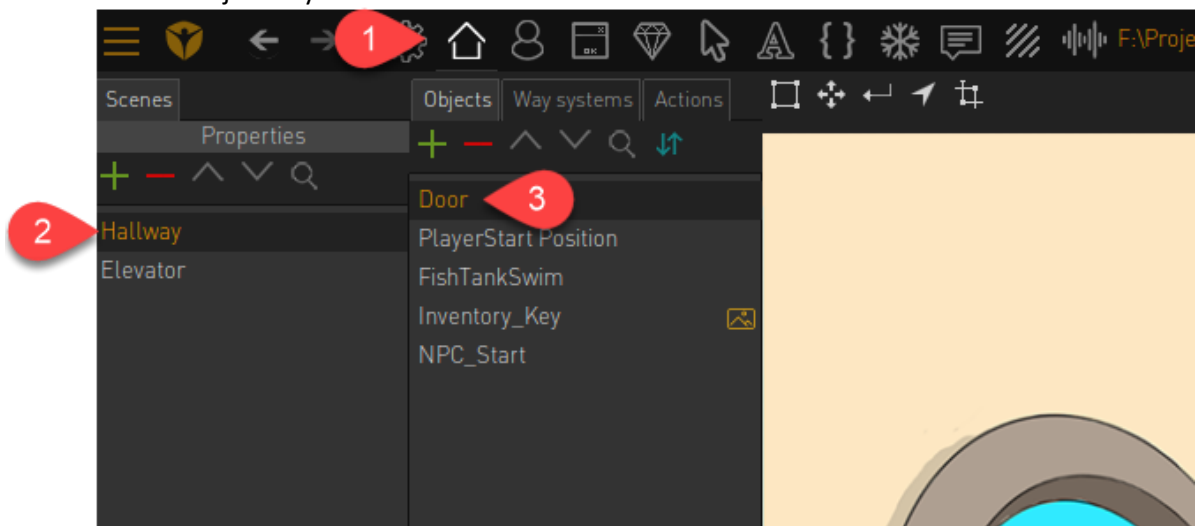 1
F:\Proje
Scenes
Objects Way systems Actions
Properties
Door
3
2
Hallway
PlayerStart Position
Elevator
FishTankSwim
Inventory_Key
NPC_Start